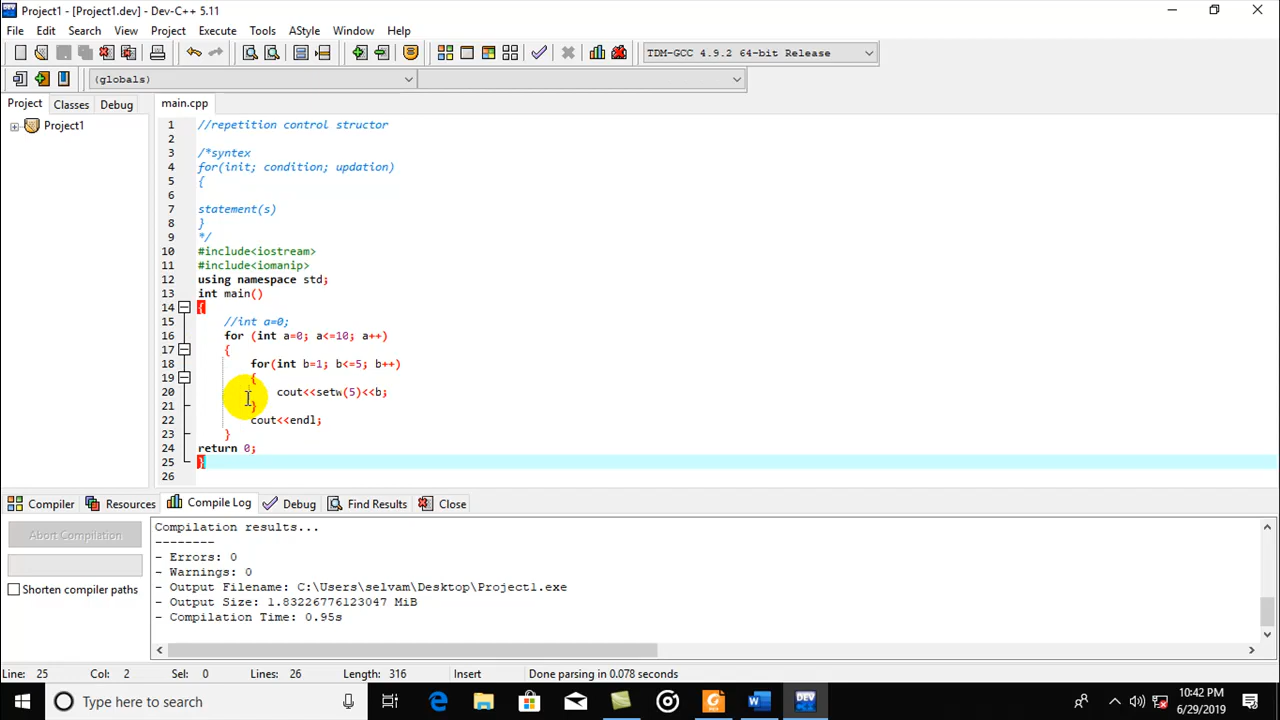 Project1 - [Project1.dev] - Dev-C++ 5.11
File Edit Search View Project Execute Tools AStyle Window Help
TDM-GCC 4.9.2 64-bit Release
(globals)
Project Classes Debug
main.cpp
Project1
1 //repetition control structor
2
3 /*syntex
4 for(init; condition; updation)
5 {
6
7 statement(s)
8 }
9 */
10 #include<iostream>
11 #include<iomanip>
12 using namespace std;
13 int main()
14 {
15 //int a=0;
16 for (int a=0; a<=10; a++)
17 {
18 for(int b=1; b<=5; b++)
19 {
20 cout<<setw(5)<<b;
21 }
22 cout<<endl;
23 }
24 return 0;
25 }
26
Compiler Resources Compile Log Debug Find Results Close
Abort Compilation
Shorten compiler paths
Compilation results...
--------
- Errors: 0
- Warnings: 0
- Output Filename: C:\Users\selvam\Desktop\Project1.exe
- Output Size: 1.83226776123047 MiB
- Compilation Time: 0.95s
Line: 25 Col: 2 Sel: 0 Lines: 26 Length: 316 Insert Done parsing in 0.078 seconds
Type here to search
10:42 PM
6/29/2019